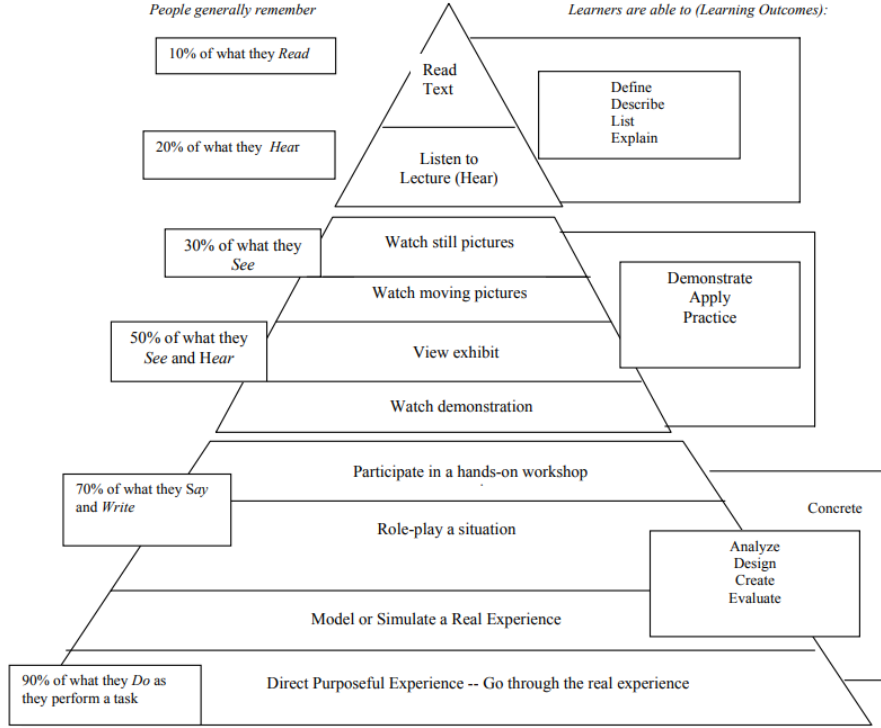 People generally remember
Learners are able to (Learning Outcomes):
10% of what they Read
Read
Text
Define
Describe
List
Explain
20% of what they Hear
Listen to
Lecture (Hear)
30% of what they
See
Watch still pictures
Watch moving pictures
Demonstrate
Apply
Practice
50% of what they
See and Hear
View exhibit
Watch demonstration
Participate in a hands-on workshop
70% of what they Say
and Write
Role-play a situation
Concrete
Analyze
Design
Create
Evaluate
Model or Simulate a Real Experience
90% of what they Do as
they perform a task
Direct Purposeful Experience -- Go through the real experience